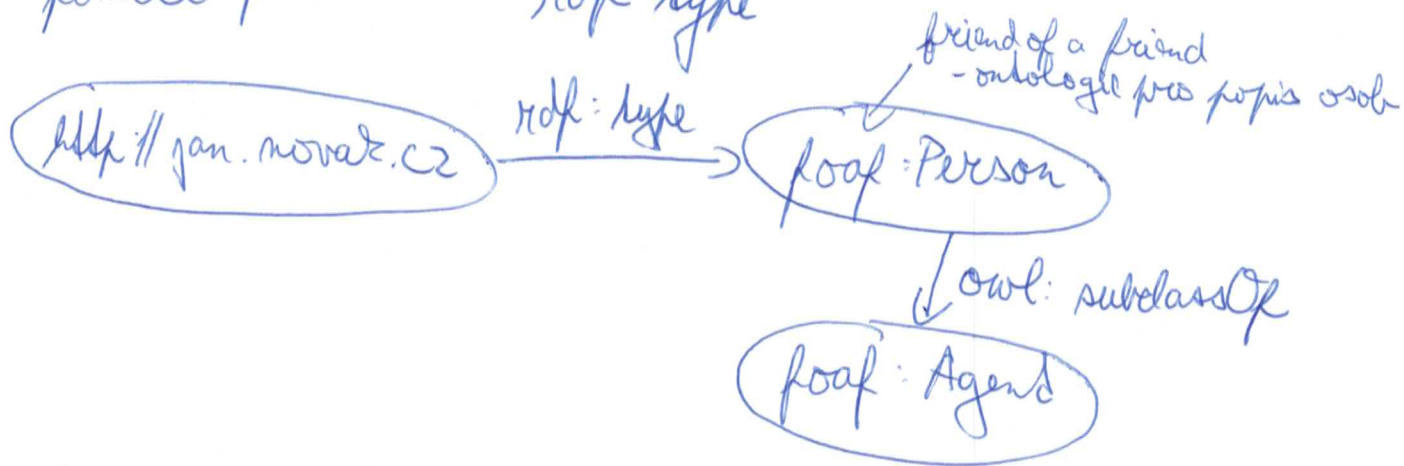 rdf type
friend of a friend
- ontologie pro popis osob
http://jan.novak.cz
rdf: type
foaf: Person
owl: subclassOf
foaf: Agent